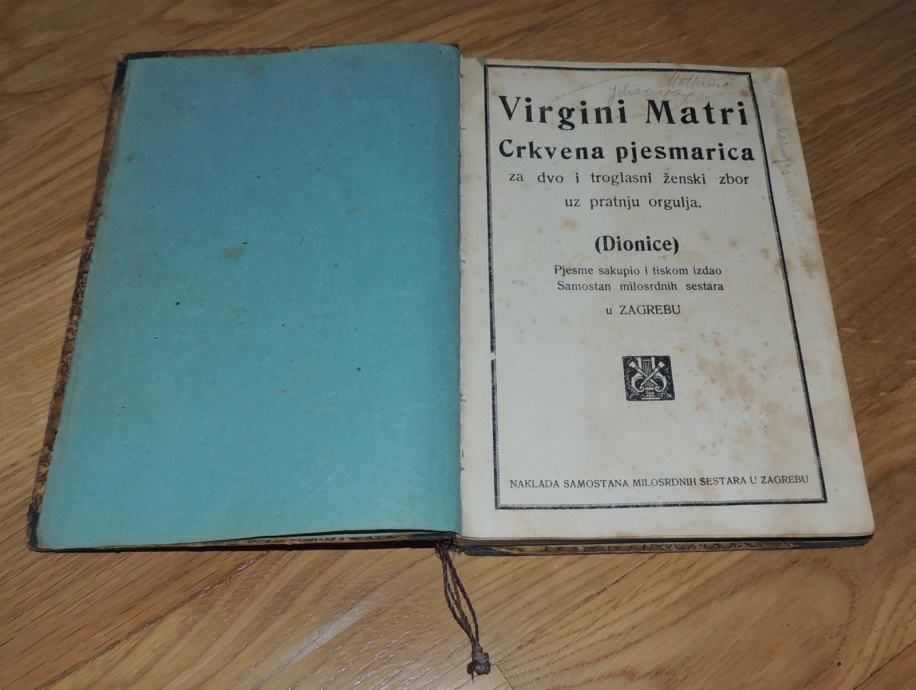 Virgini Matri
Crkvena pjesmarica
za dvo i troglasni ženski zbor
uz pratnju orgulja.
(Dionice)
Pjesme sakupio i tiskom izdao
Samostan milosrdnih sestara
u ZAGREBU
NAKLADA SAMOSTANA MILOSRDNIH SESTARA U ZAGREBU